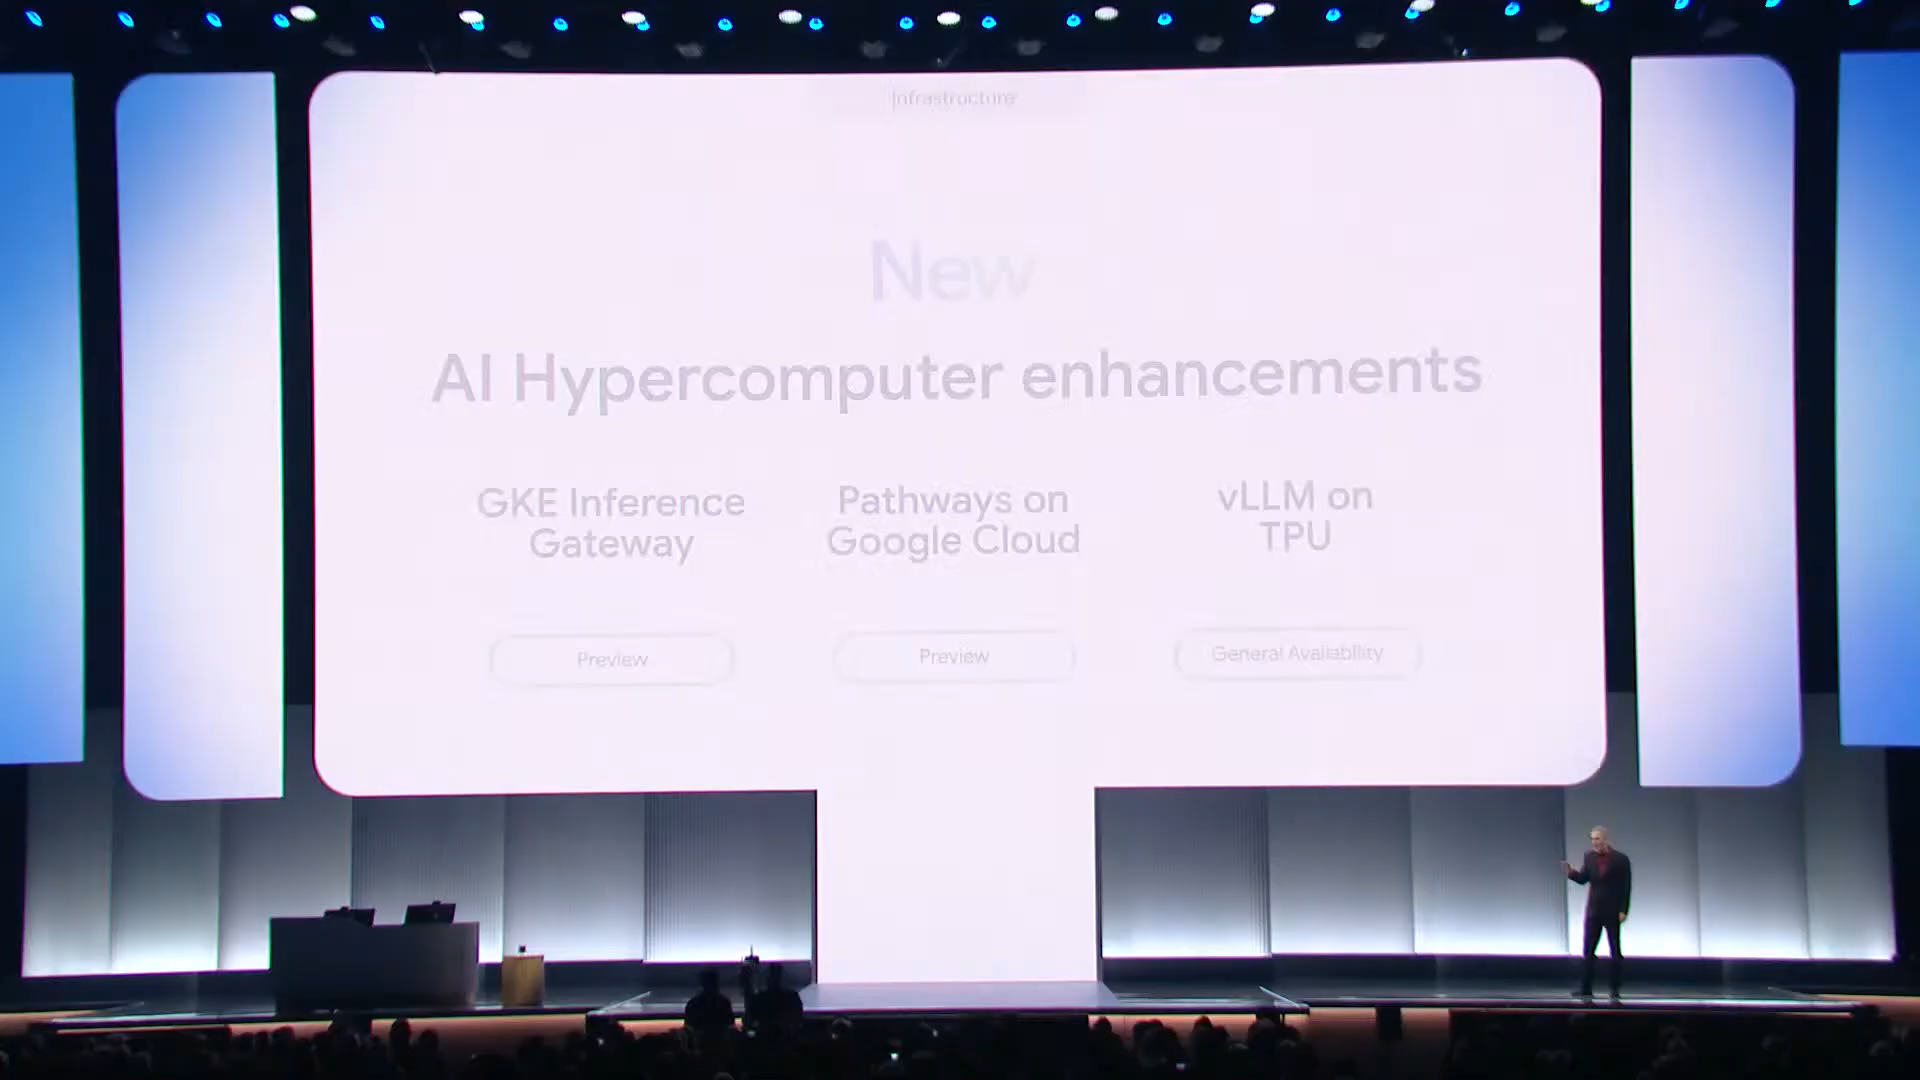 Infrastructure
New
AI Hypercomputer enhancements
GKE Inference
Gateway
Pathways on
Google Cloud
vLLM on
TPU
Preview
Preview
General Availability